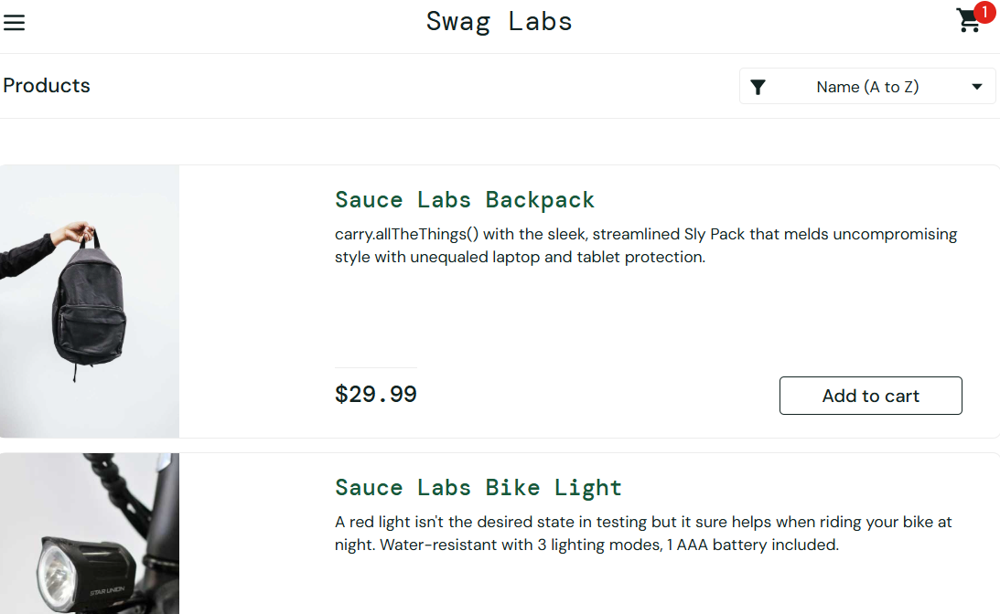 Swag Labs
1
Products
Name (A to Z)
Sauce Labs Backpack
carry.allTheThings() with the sleek, streamlined Sly Pack that melds uncompromising
style with unequaled laptop and tablet protection.
$29.99
Add to cart
Sauce Labs Bike Light
A red light isn't the desired state in testing but it sure helps when riding your bike at
night. Water-resistant with 3 lighting modes, 1 AAA battery included.
STAR UNION